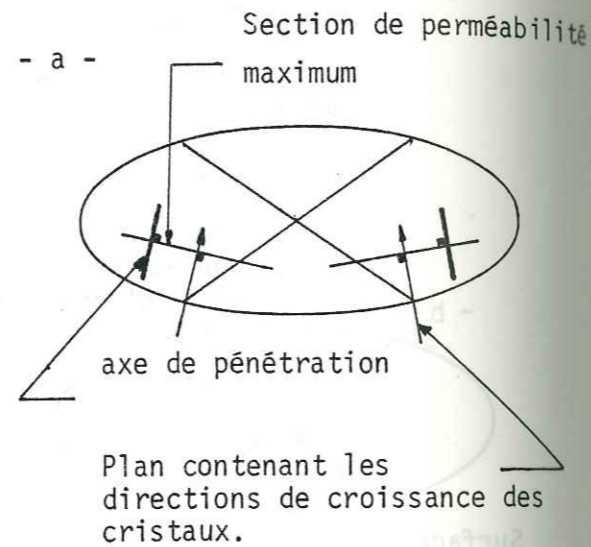 - a -
Section de perméabilité
maximum
axe de pénétration
Plan contenant les
directions de croissance des
cristaux.